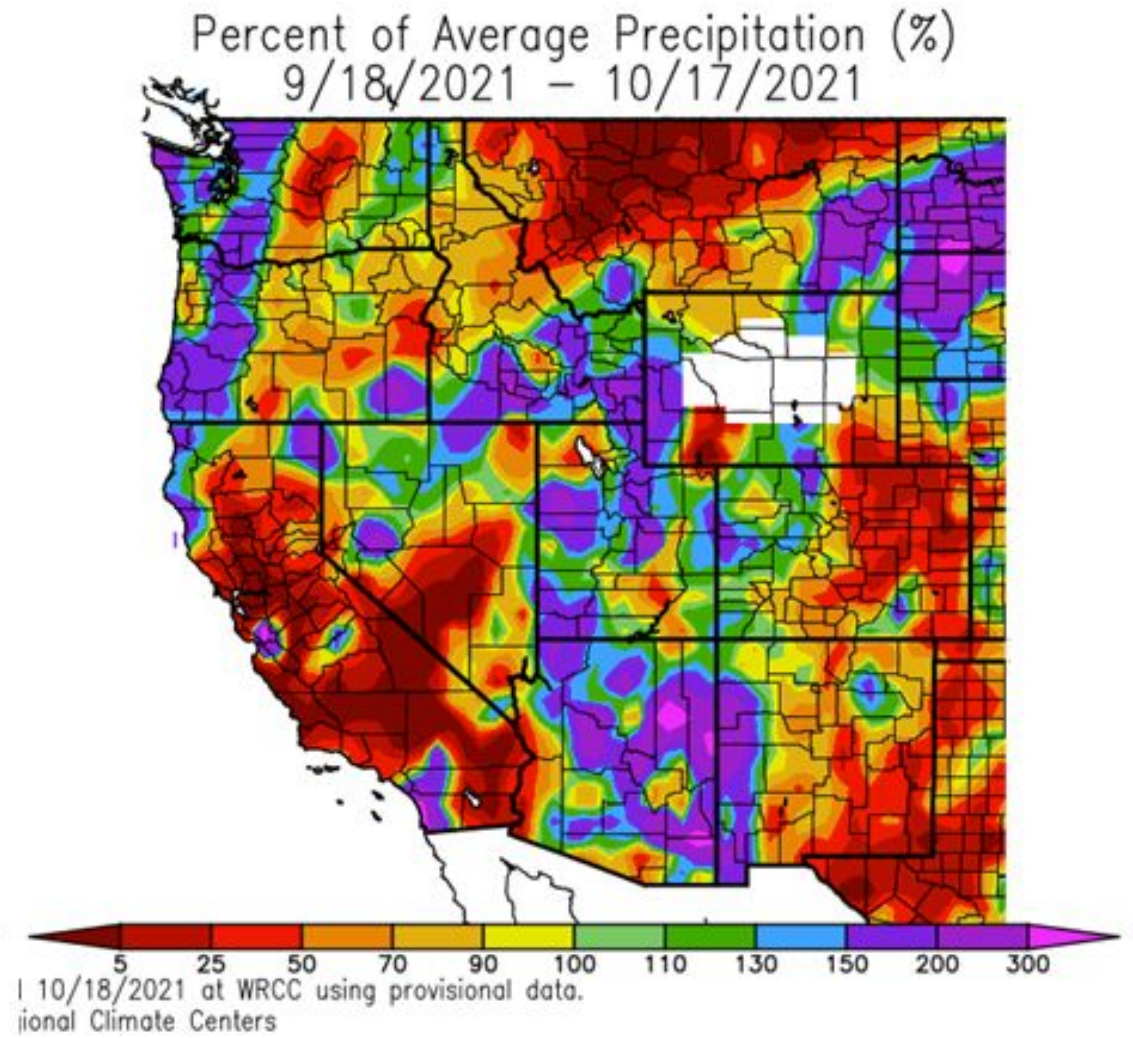 Percent of Average Precipitation (%)
9/18/2021 – 10/17/2021
5 25 50 70 90 100 110 130 150 200 300
10/18/2021 at WRCC using provisional data.
ional Climate Centers